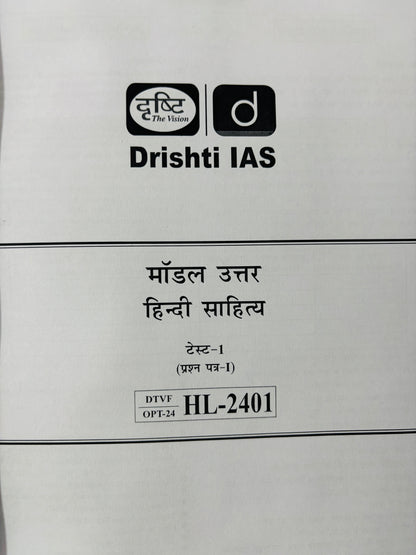 दृष्टि
The Vision
d
Drishti IAS
मॉडल उत्तर
हिन्दी साहित्य
टेस्ट-1
(प्रश्न पत्र-I)
DTVF
OPT-24 HL-2401